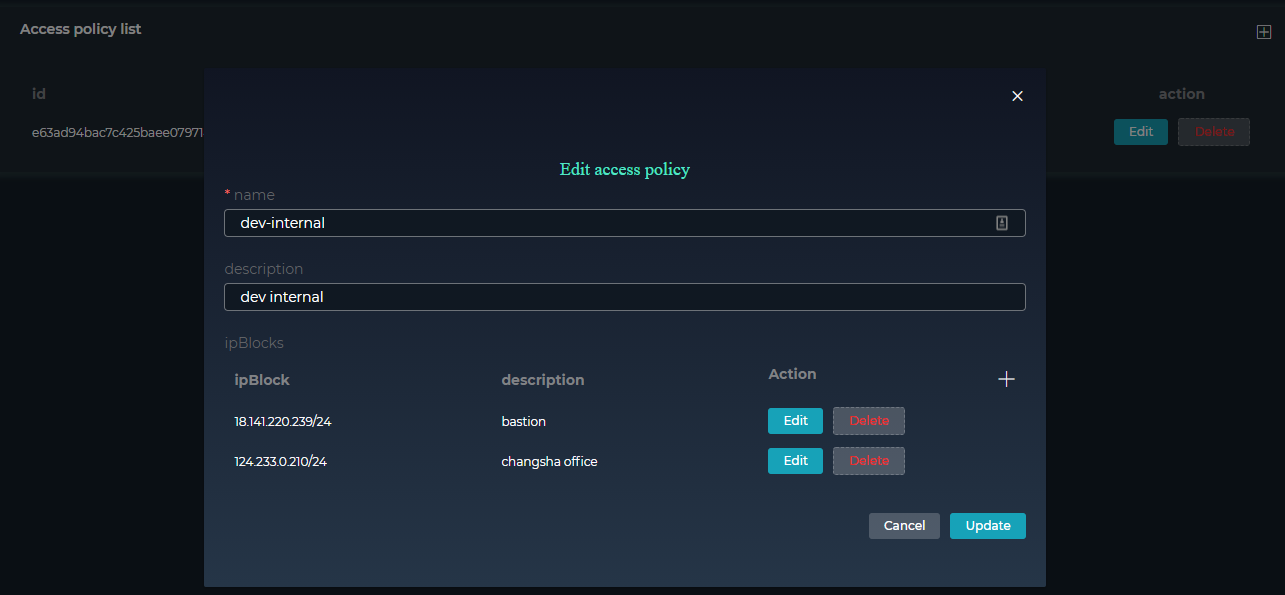 Access policy list
id
action
e63ad94bac7c425baee07971
Edit
Delete
Edit access policy
* name
dev-internal
description
dev internal
ipBlocks
ipBlock description Action
18.141.220.239/24 bastion Edit Delete
124.233.0.210/24 changsha office Edit Delete
Cancel Update